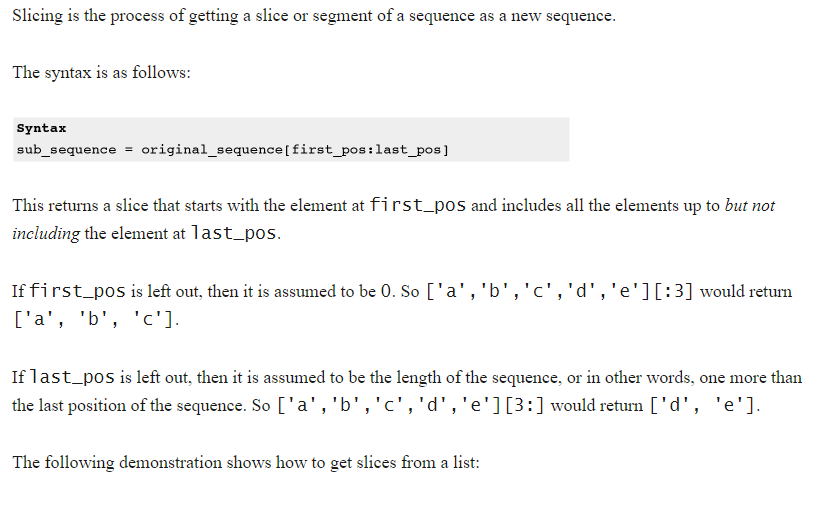 Slicing is the process of getting a slice or segment of a sequence as a new sequence.
The syntax is as follows:
Syntax
sub_sequence = original_sequence[first_pos:last_pos]
This returns a slice that starts with the element at first_pos and includes all the elements up to but not
including the element at last_pos.
If first_pos is left out, then it is assumed to be 0. So ['a','b','c','d','e'][:3] would return
['a', 'b', 'c'].
If last_pos is left out, then it is assumed to be the length of the sequence, or in other words, one more than
the last position of the sequence. So ['a','b','c','d','e'][3:] would return ['d', 'e'].
The following demonstration shows how to get slices from a list: